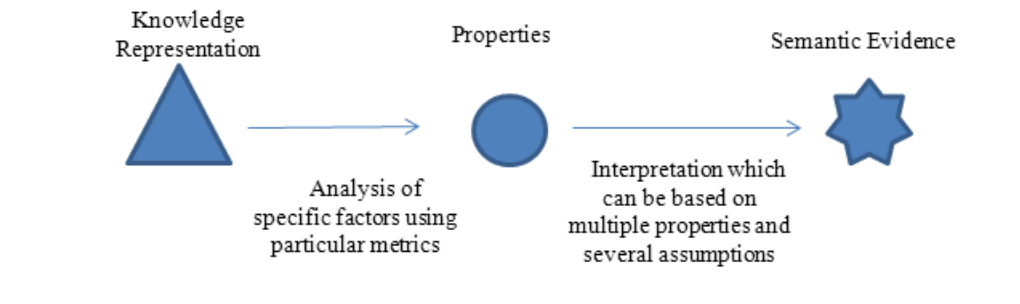 Knowledge
Representation
Properties
Semantic Evidence
Analysis of
specific factors using
particular metrics
Interpretation which
can be based on
multiple properties and
several assumptions